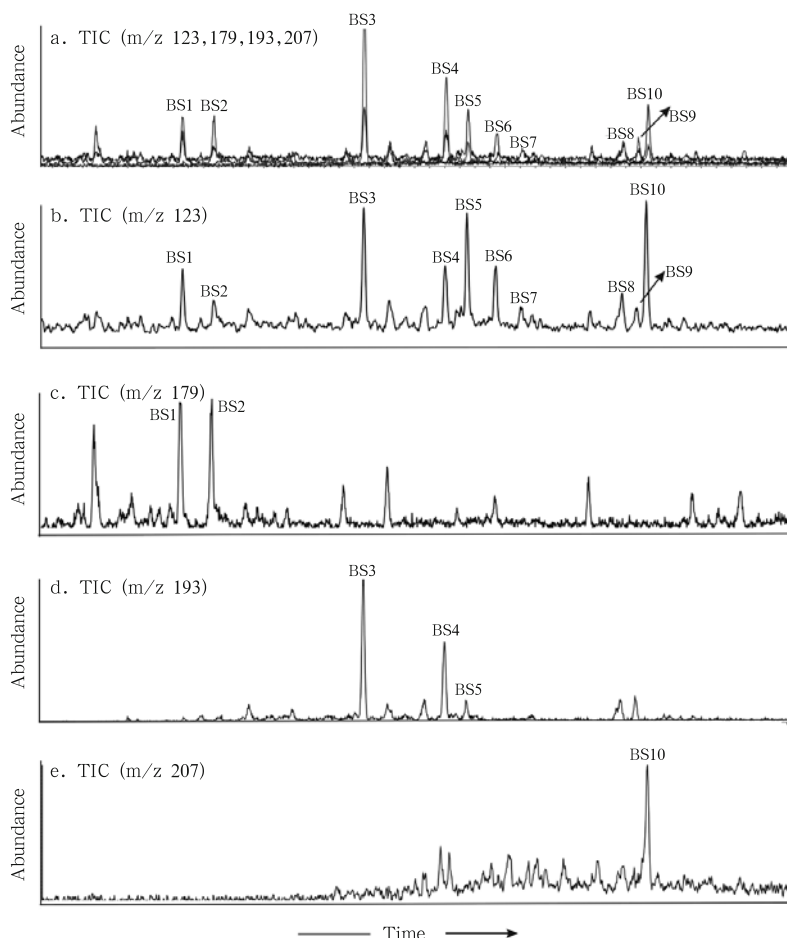 a. TIC (m/z 123,179,193,207)
BS3
BS4
BS1 BS2
BS5
BS10
BS6
BS9
BS7
BS8
Abundance
b. TIC (m/z 123)
BS3
BS5
BS10
BS1
BS4
BS6
BS9
BS2
BS7
BS8
Abundance
c. TIC (m/z 179)
BS1
BS2
Abundance
d. TIC (m/z 193)
BS3
BS4
BS5
Abundance
e. TIC (m/z 207)
BS10
Abundance
Time